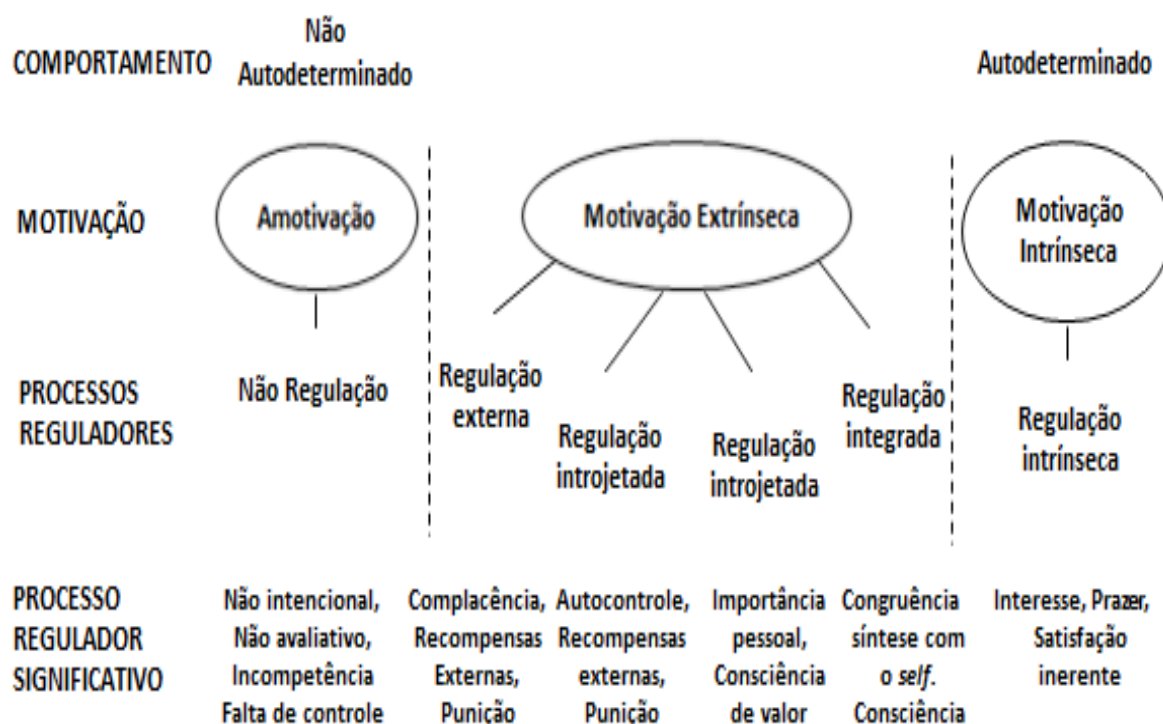 COMPORTAMENTO
Não
Autodeterminado
Autodeterminado
MOTIVAÇÃO
Amotivação
Motivação Extrínseca
Motivação
Intrínseca
PROCESSOS
REGULADORES
Não Regulação
Regulação
externa
Regulação
introjetada
Regulação
introjetada
Regulação
integrada
Regulação
intrínseca
PROCESSO
REGULADOR
SIGNIFICATIVO
Não intencional,
Não avaliativo,
Incompetência
Falta de controle
Complacência,
Recompensas
Externas,
Punição
Autocontrole,
Recompensas
externas,
Punição
Importância
pessoal,
Consciência
de valor
Congruência
síntese com
o self.
Consciência
Interesse, Prazer,
Satisfação
inerente